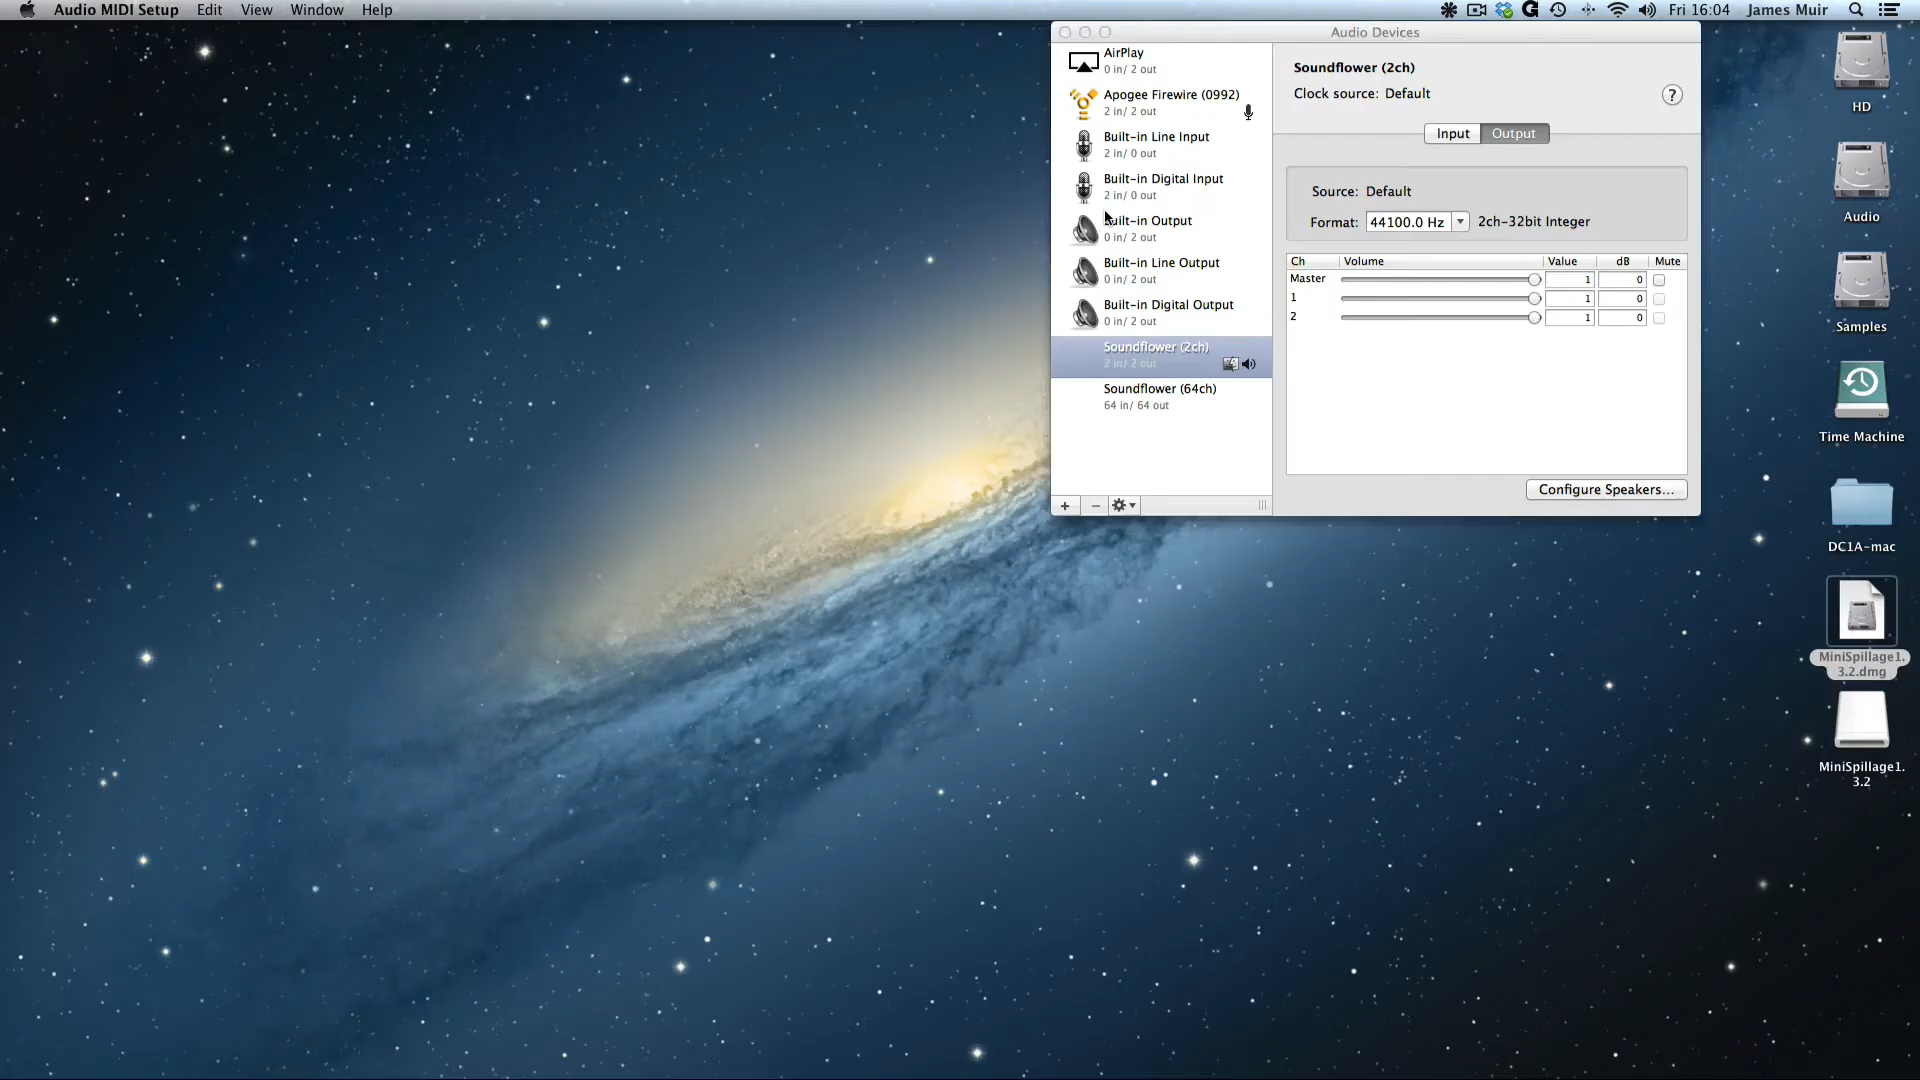 Audio MIDI Setup Edit View Window Help Fri 16:04 James Muir
Audio Devices
AirPlay
0 in/ 2 out
Apogee Firewire (0992)
2 in/ 2 out
Built-in Line Input
2 in/ 0 out
Built-in Digital Input
2 in/ 0 out
uilt-in Output
0 in/ 2 out
Built-in Line Output
0 in/ 2 out
Built-in Digital Output
0 in/ 2 out
Soundflower (2ch)
2 in/ 2 out
Soundflower (64ch)
64 in/ 64 out
Soundflower (2ch)
Clock source: Default
?
Input Output
Source: Default
Format: 44100.0 Hz 2ch-32bit Integer
Ch Volume Value dB Mute
Master 1 0
1 1 0
2 1 0
Configure Speakers...
HD
Audio
Samples
Time Machine
DC1A-mac
MiniSpillage1.
3.2.dmg
MiniSpillage1.
3.2